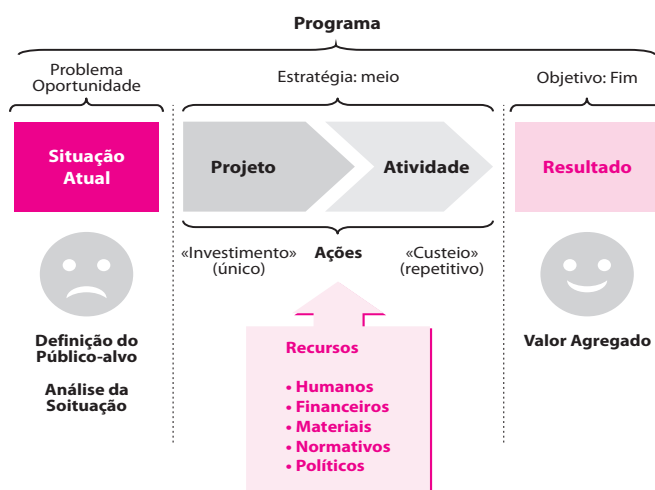 Programa
Problema
Oportunidade
Estratégia: meio
Objetivo: Fim
Situação
Atual
Projeto
Atividade
Resultado
«Investimento»
(único)
Ações
«Custeio»
(repetitivo)
Definição do
Público-alvo
Análise da
Soituação
Valor Agregado
Recursos
• Humanos
• Financeiros
• Materiais
• Normativos
• Políticos